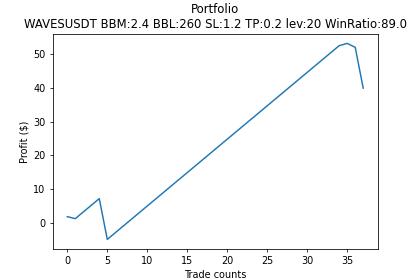 Portfolio
WAVESUSDT BBM:2.4 BBL:260 SL:1.2 TP:0.2 lev:20 WinRatio:89.0
50
40
30
20
10
0
Profit ($)
0 5 10 15 20 25 30 35
Trade counts